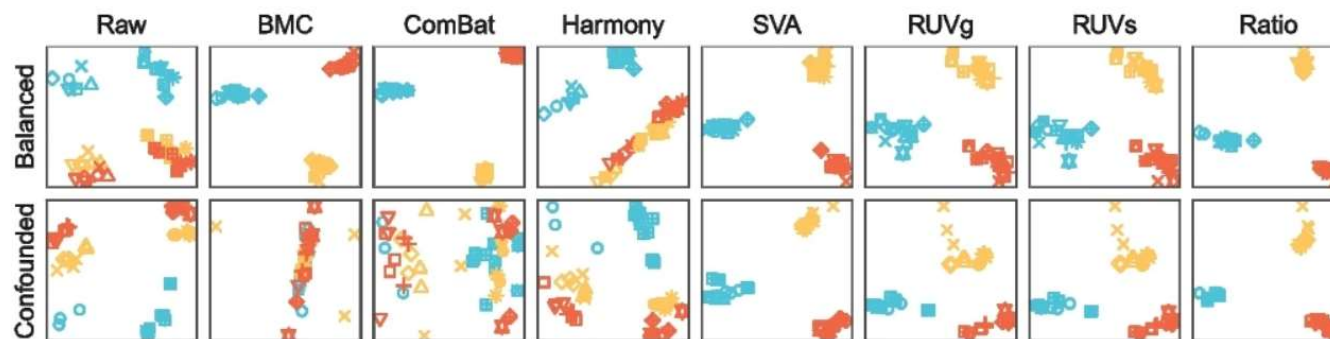 Raw BMC ComBat Harmony SVA RUVg RUVs Ratio
Balanced
Confounded